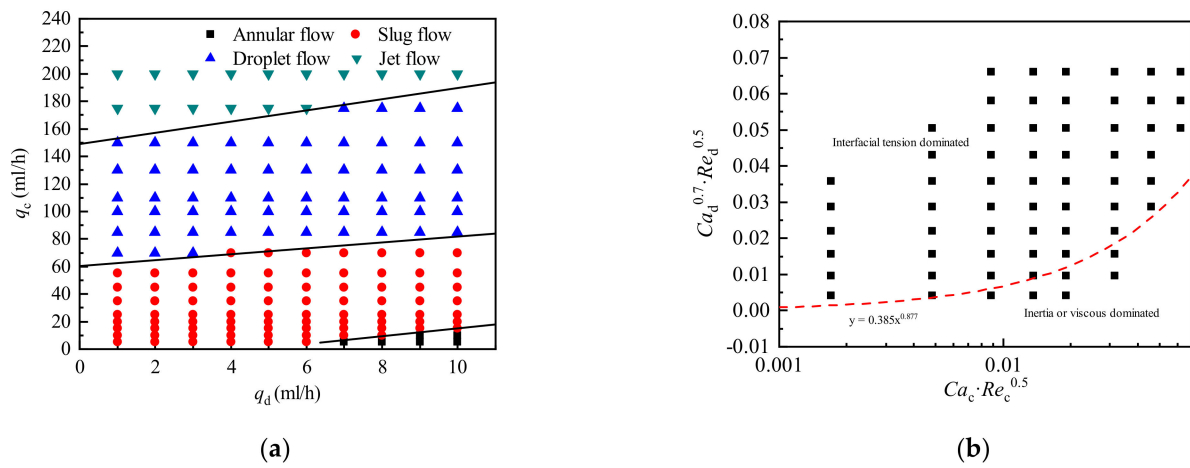 240
220
200
180
160
140
120
100
80
60
40
20
0
q_c (ml/h)
Annular flow
Slug flow
Droplet flow
Jet flow
0 2 4 6 8 10
q_d (ml/h)
(a)
0.08
0.07
0.06
0.05
0.04
0.03
0.02
0.01
0.00
-0.01
Ca_d^0.7·Re_d^0.5
Interfacial tension dominated
y = 0.385x^0.877
Inertia or viscous dominated
0.001 0.01
Ca_c·Re_c^0.5
(b)